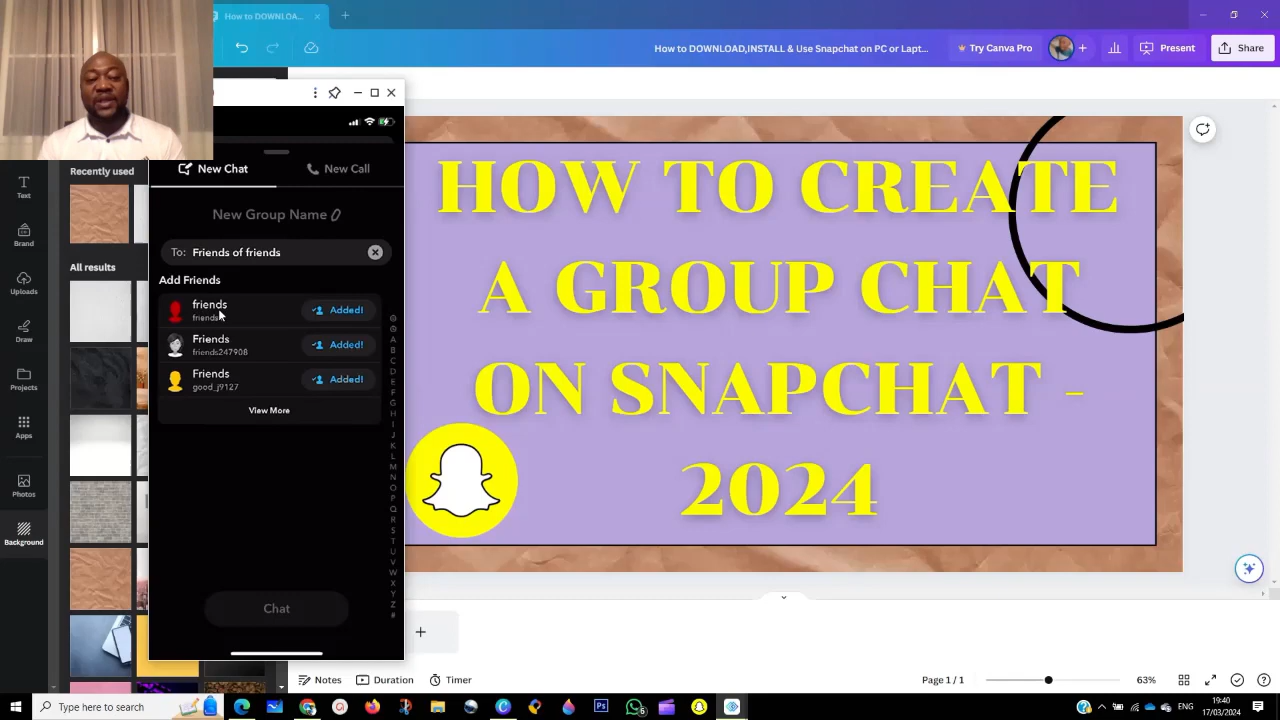 How to DOWNLOA...
How to DOWNLOAD,INSTALL & Use Snapchat on PC or Lapt...
Try Canva Pro
Present
Share
Recently used
Text
Brand
All results
Uploads
Draw
Projects
Apps
Photos
Background
New Chat
New Call
New Group Name
To: Friends of friends
Add Friends
friends
friends
Added!
Friends
friends247908
Added!
Friends
good_j9127
Added!
View More
@
A
B
C
D
E
F
G
H
I
J
K
L
M
N
O
P
Q
R
S
T
U
V
W
X
Y
Z
#
Chat
HOW TO CREATE
A GROUP CHAT
ON SNAPCHAT -
2024
Notes
Duration
Timer
Page 1 / 1
63%
Type here to search
5
ENG
19:40
17/03/2024